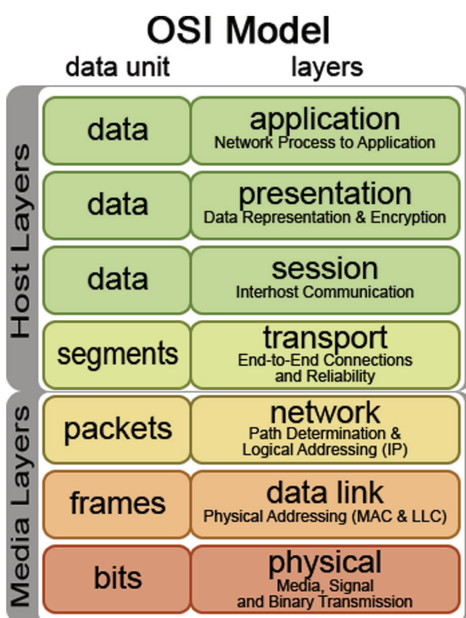 OSI Model
data unit layers
Host Layers
data
application
Network Process to Application
data
presentation
Data Representation & Encryption
data
session
Interhost Communication
segments
transport
End-to-End Connections
and Reliability
Media Layers
packets
network
Path Determination &
Logical Addressing (IP)
frames
data link
Physical Addressing (MAC & LLC)
bits
physical
Media, Signal
and Binary Transmission